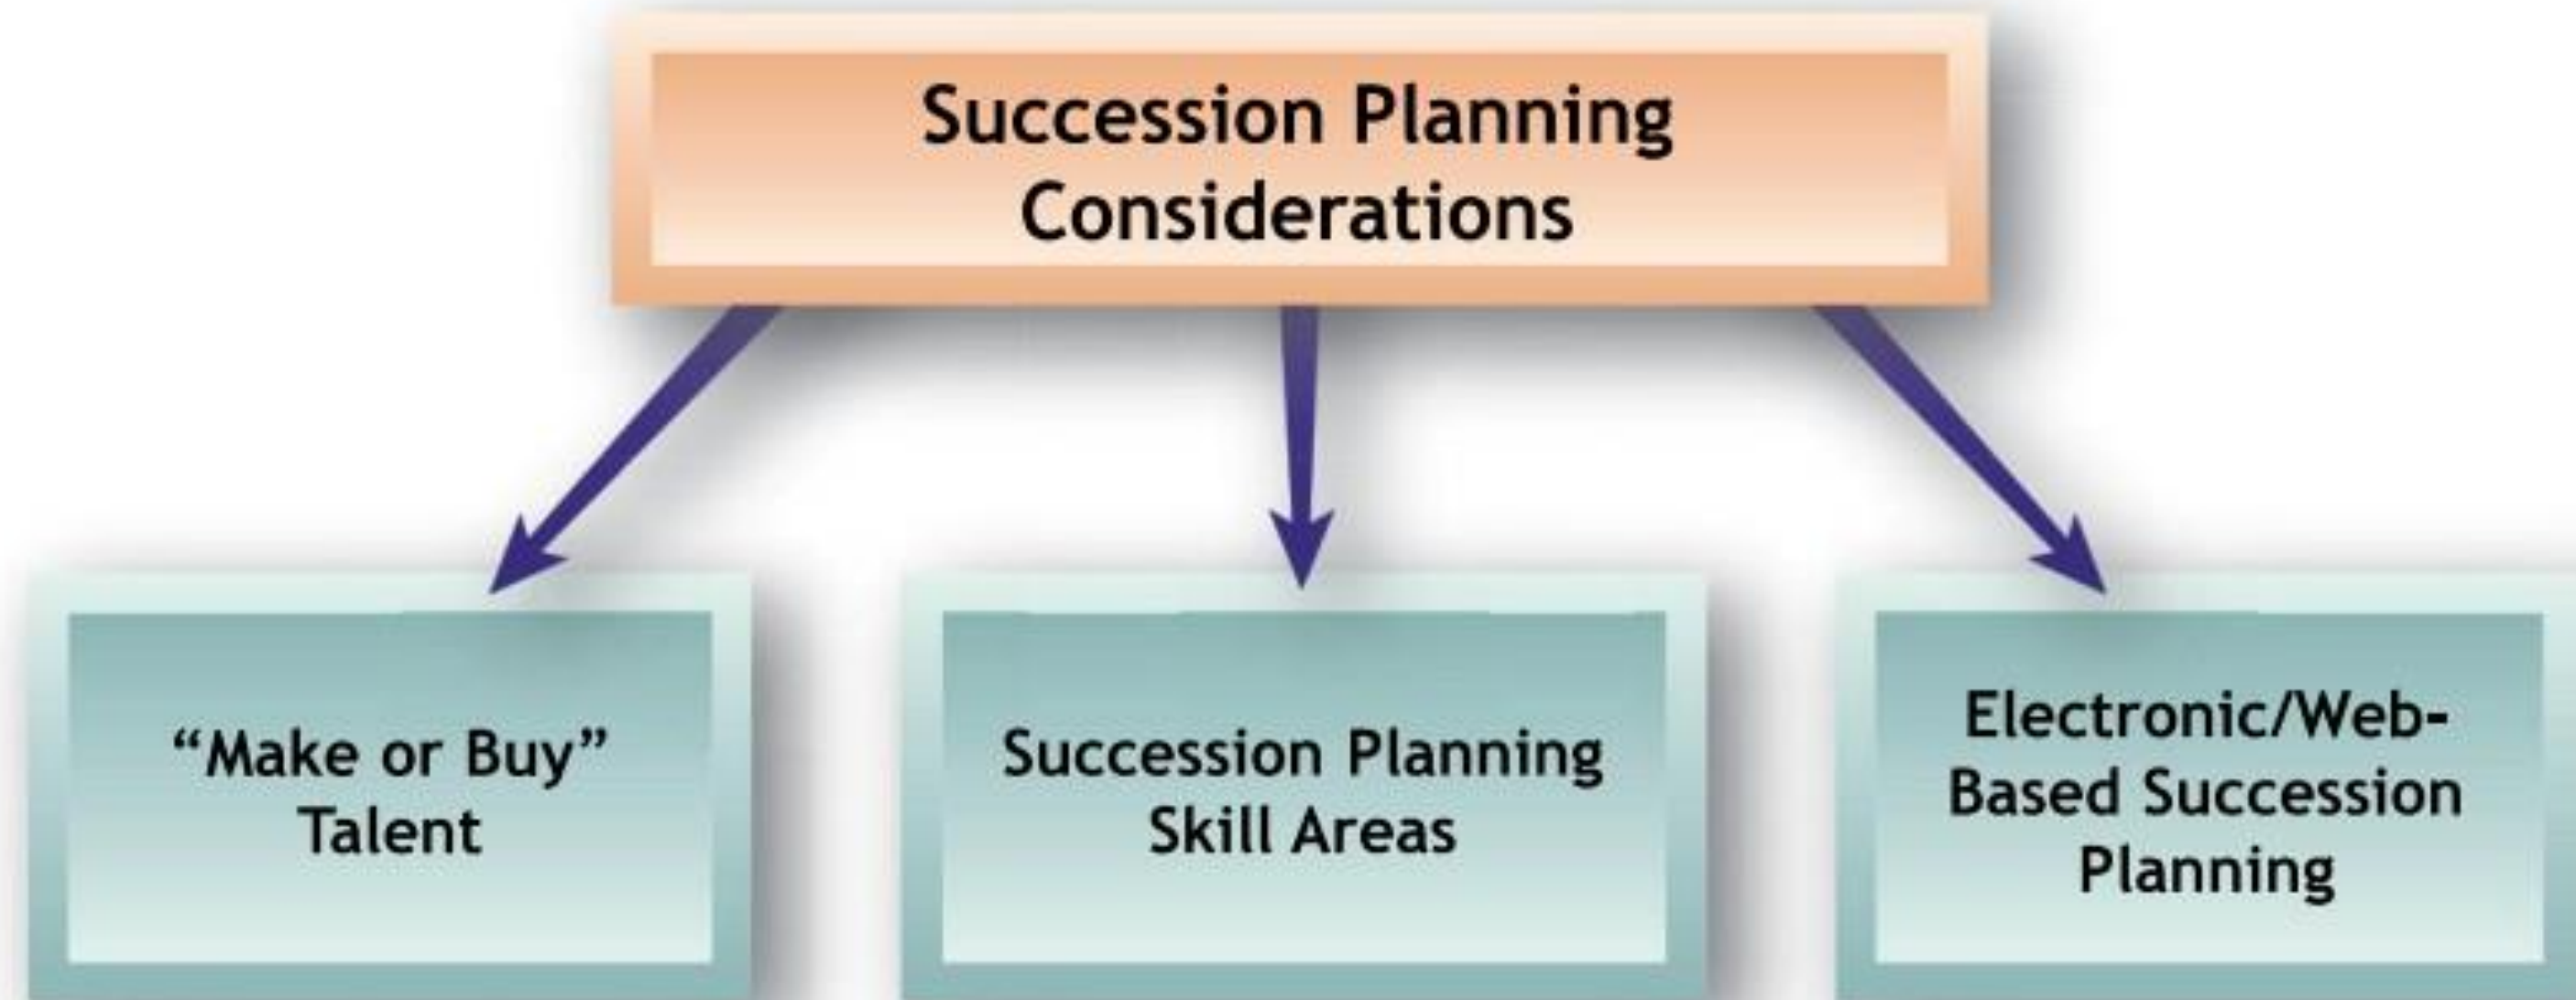 Succession Planning
Considerations
“Make or Buy”
Talent
Succession Planning
Skill Areas
Electronic/Web-
Based Succession
Planning